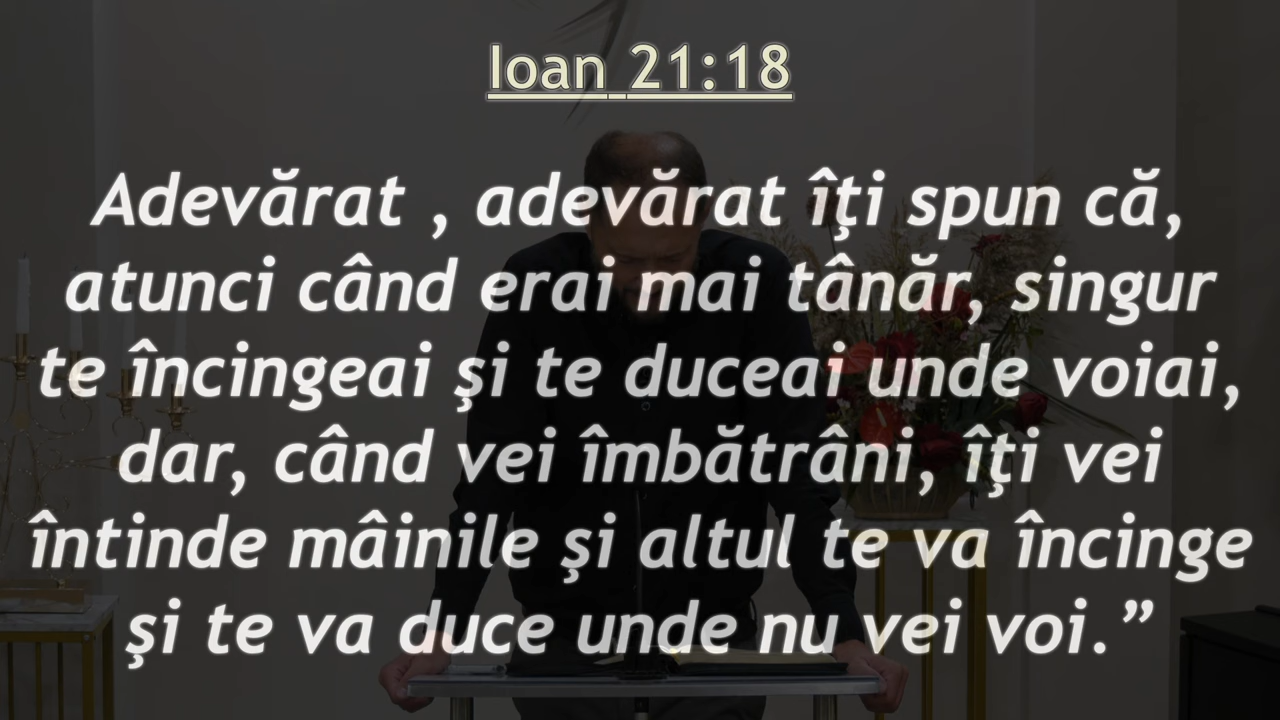 Ioan 21:18
Adevărat , adevărat îţi spun că,
atunci când erai mai tânăr, singur
te încingeai şi te duceai unde voiai,
dar, când vei îmbătrâni, îţi vei
întinde mâinile şi altul te va încinge
şi te va duce unde nu vei voi.”